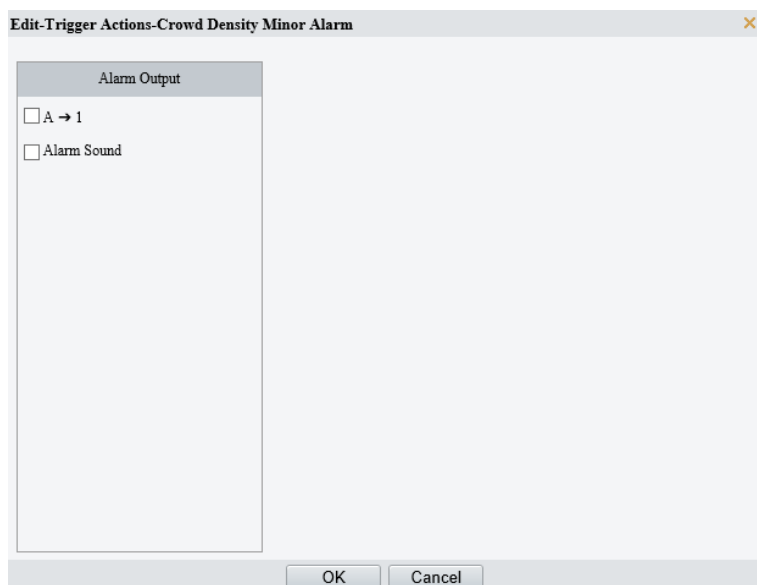 Edit-Trigger Actions-Crowd Density Minor Alarm
Alarm Output
A ➔ 1
Alarm Sound
OK
Cancel